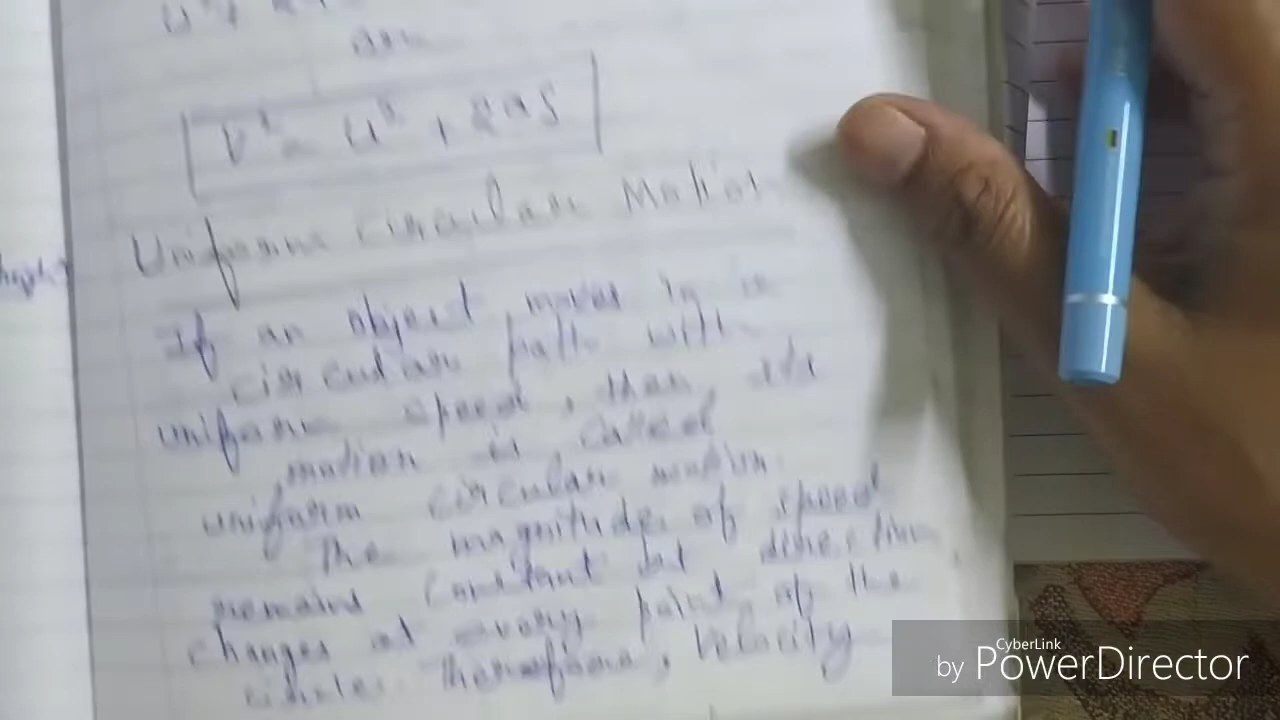 V² = u² + 2as
Uniform circular Motion
If an object moves in a
circular path with
uniform speed, then, its
motion is called
uniform circular motion.
The magnitude of speed
remains constant but direction
changes at every point of the
circle. Therefore, velocity
CyberLink
by PowerDirector